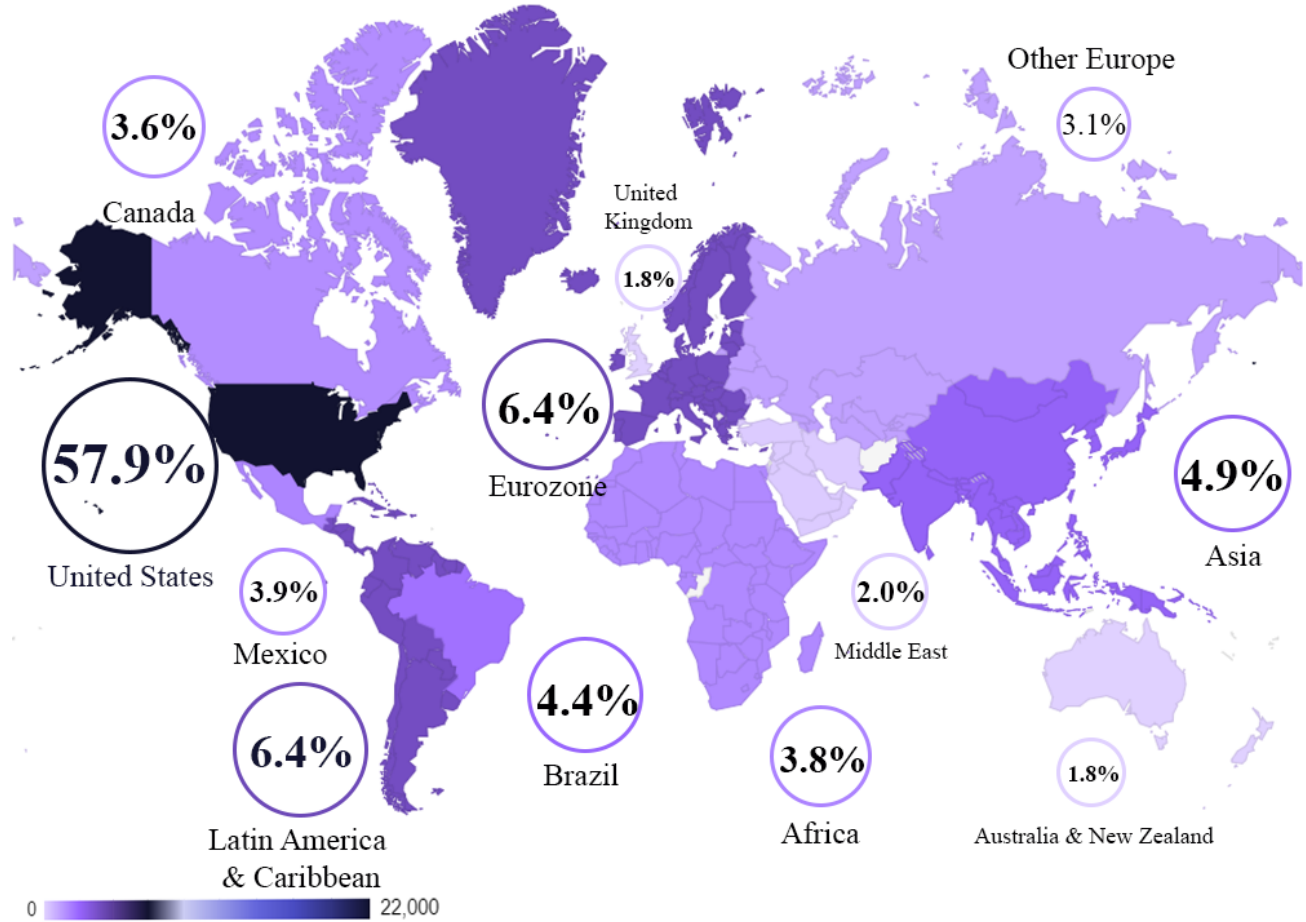 Other Europe
3.1%
3.6%
Canada
United
Kingdom
1.8%
6.4%
Eurozone
57.9%
United States
4.9%
Asia
3.9%
Mexico
2.0%
Middle East
4.4%
Brazil
6.4%
Latin America
& Caribbean
3.8%
Africa
1.8%
Australia & New Zealand
0
22,000